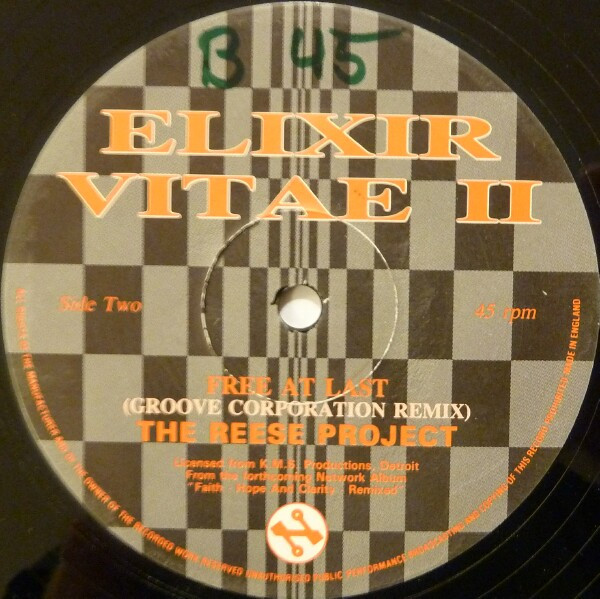 B 45
ELIXIR
VITAE II
Side Two
45 rpm
FREE AT LAST
(GROOVE CORPORATION REMIX)
THE REESE PROJECT
Licensed from K.M.S. Productions, Detroit
From the forthcoming Network Album
"Faith - Hope And Clarity - Remixed"
ALL RIGHTS OF THE MANUFACTURER AND OF THE OWNER OF THE RECORDED WORK RESERVED UNAUTHORISED PUBLIC PERFORMANCE BROADCASTING AND COPYING OF THIS RECORD PROHIBITED MADE IN ENGLAND